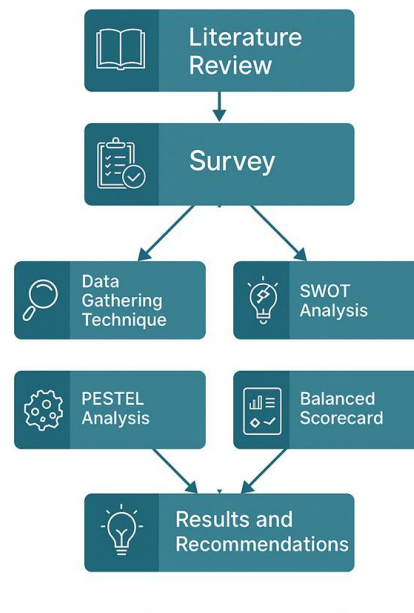 Literature
Review
Survey
Data
Gathering
Technique
SWOT
Analysis
PESTEL
Analysis
Balanced
Scorecard
Results and
Recommendations